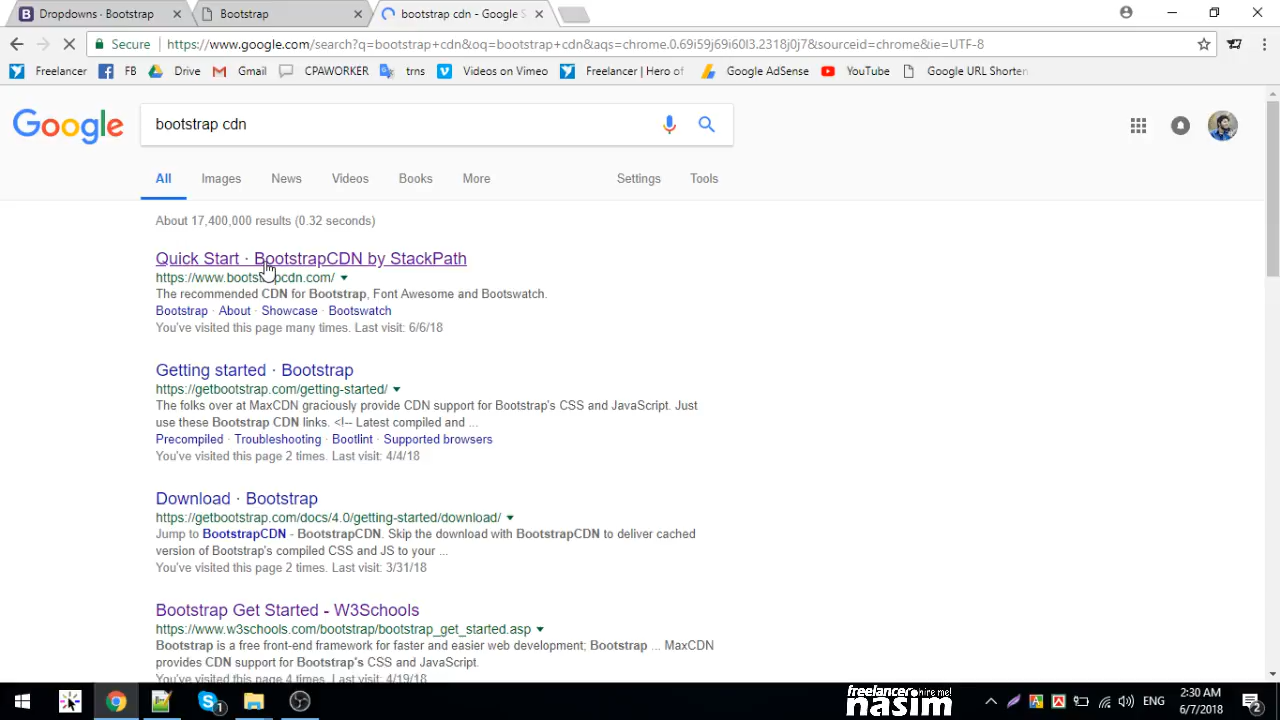 Dropdowns · Bootstrap
Bootstrap
bootstrap cdn - Google S
Secure
https://www.google.com/search?q=bootstrap+cdn&oq=bootstrap+cdn&aqs=chrome.0.69i59j69i60l3.2318j0j7&sourceid=chrome&ie=UTF-8
Freelancer
FB
Drive
Gmail
CPAWORKER
trns
Videos on Vimeo
Freelancer | Hero of
Google AdSense
YouTube
Google URL Shorten
Google
bootstrap cdn
All Images News Videos Books More Settings Tools
About 17,400,000 results (0.32 seconds)
Quick Start · BootstrapCDN by StackPath
https://www.bootstrapcdn.com/
The recommended CDN for Bootstrap, Font Awesome and Bootswatch.
Bootstrap · About · Showcase · Bootswatch
You've visited this page many times. Last visit: 6/6/18
Getting started · Bootstrap
https://getbootstrap.com/getting-started/
The folks over at MaxCDN graciously provide CDN support for Bootstrap's CSS and JavaScript. Just
use these Bootstrap CDN links. <!-- Latest compiled and ...
Precompiled · Troubleshooting · Bootlint · Supported browsers
You've visited this page 2 times. Last visit: 4/4/18
Download · Bootstrap
https://getbootstrap.com/docs/4.0/getting-started/download/
Jump to BootstrapCDN - BootstrapCDN. Skip the download with BootstrapCDN to deliver cached
version of Bootstrap's compiled CSS and JS to your ...
You've visited this page 2 times. Last visit: 3/31/18
Bootstrap Get Started - W3Schools
https://www.w3schools.com/bootstrap/bootstrap_get_started.asp
Bootstrap is a free front-end framework for faster and easier web development; Bootstrap ... MaxCDN
provides CDN support for Bootstrap's CSS and JavaScript.
You've visited this page 4 times. Last visit: 4/19/18
1
freelancer hire me!
nasim
ENG
2:30 AM
6/7/2018
2